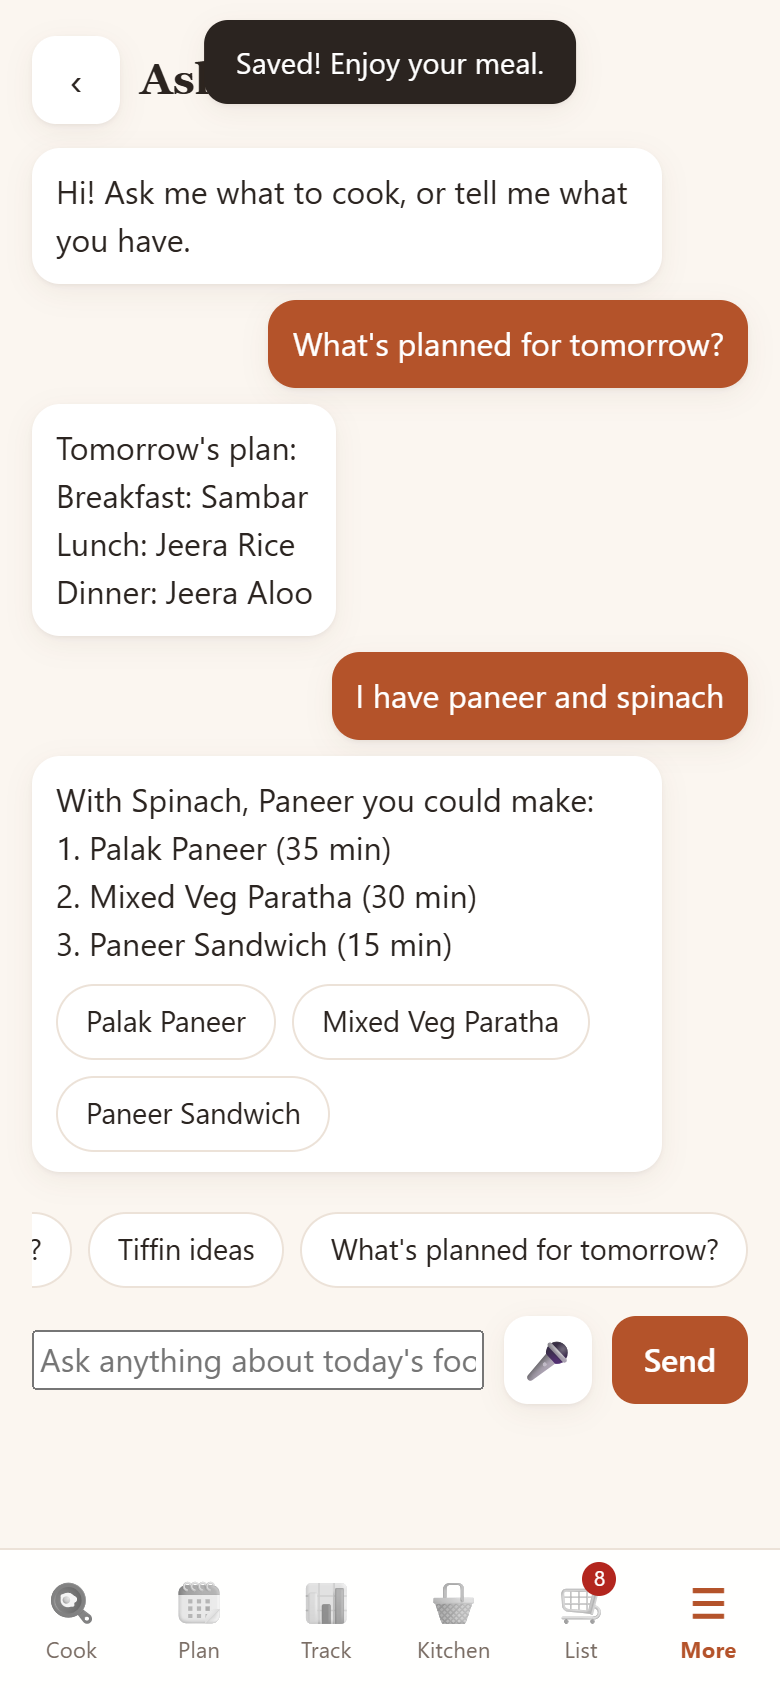 Saved! Enjoy your meal.
Hi! Ask me what to cook, or tell me what
you have.
What's planned for tomorrow?
Tomorrow's plan:
Breakfast: Sambar
Lunch: Jeera Rice
Dinner: Jeera Aloo
I have paneer and spinach
With Spinach, Paneer you could make:
1. Palak Paneer (35 min)
2. Mixed Veg Paratha (30 min)
3. Paneer Sandwich (15 min)
Palak Paneer
Mixed Veg Paratha
Paneer Sandwich
?
Tiffin ideas
What's planned for tomorrow?
Ask anything about today's
Send
8
Cook
Plan
Track
Kitchen
List
More